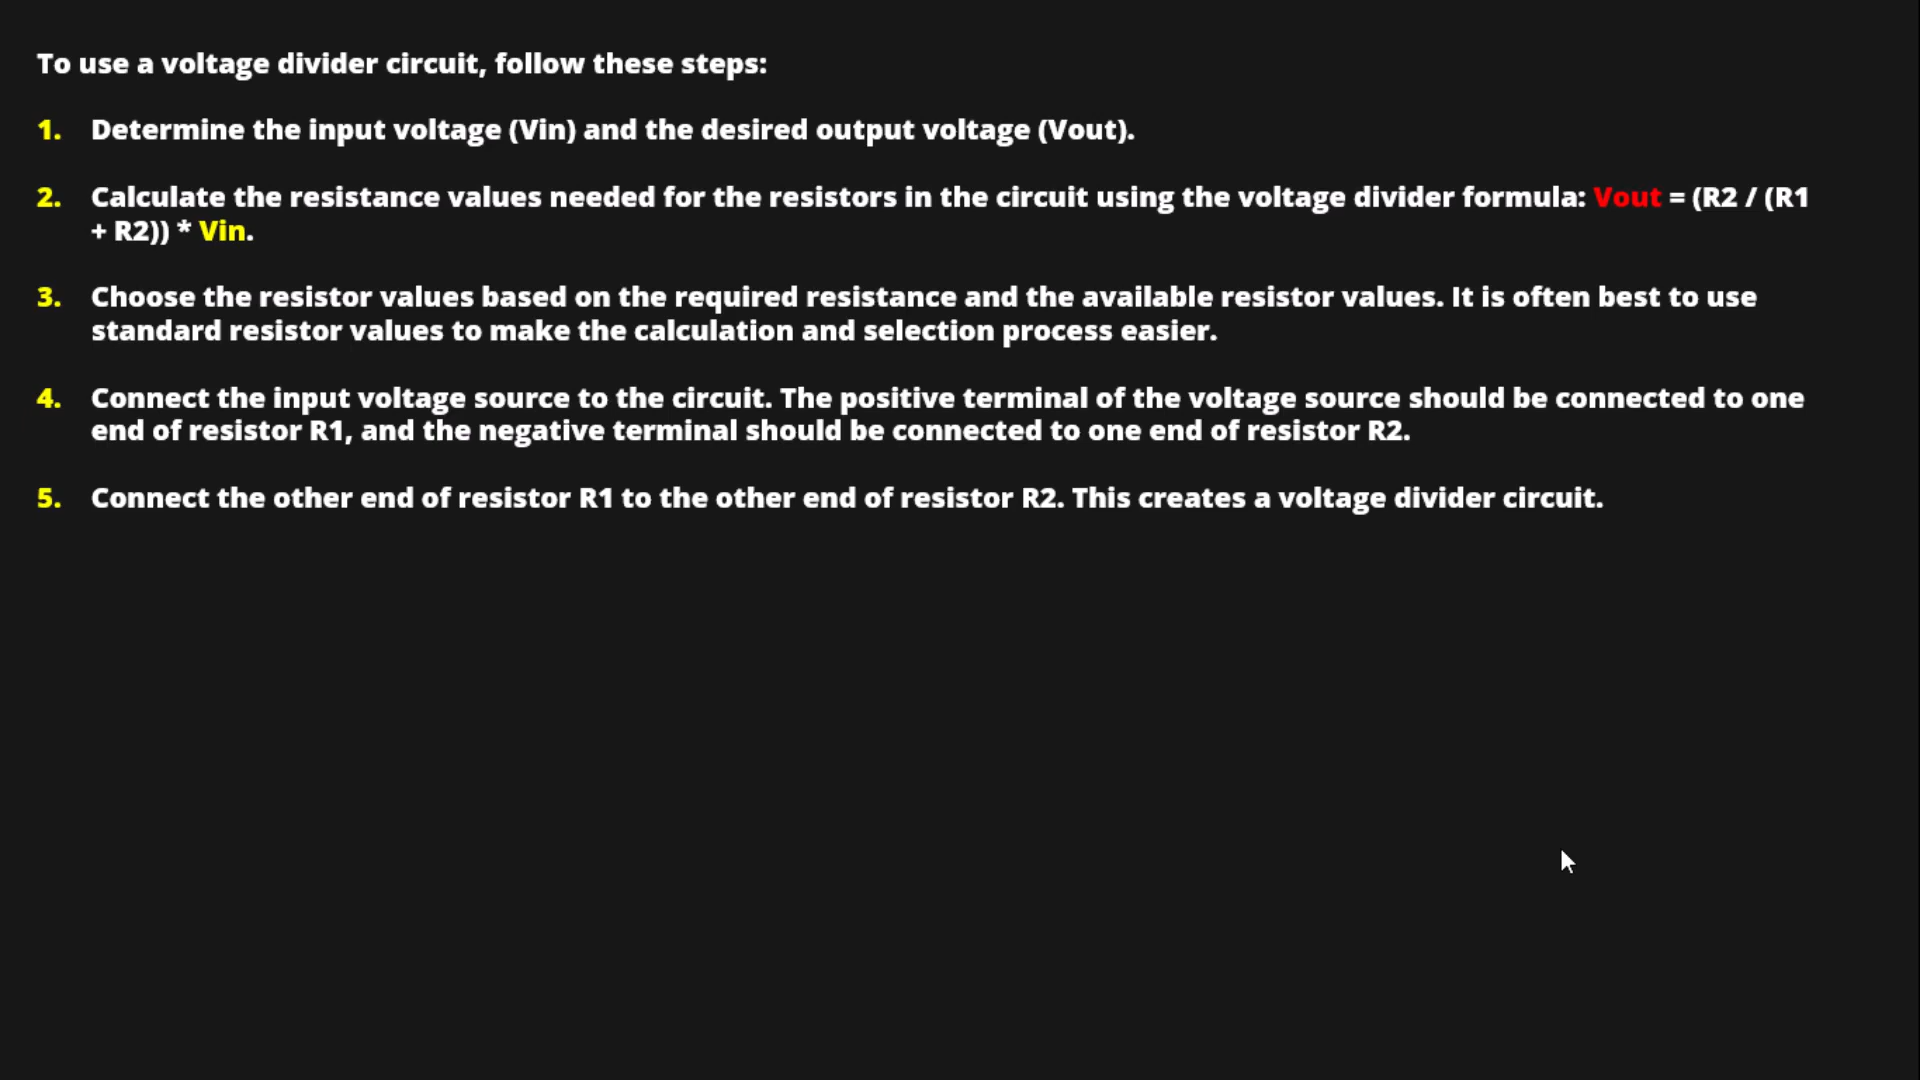 To use a voltage divider circuit, follow these steps:
1. Determine the input voltage (Vin) and the desired output voltage (Vout).
2. Calculate the resistance values needed for the resistors in the circuit using the voltage divider formula: Vout = (R2 / (R1
+ R2)) * Vin.
3. Choose the resistor values based on the required resistance and the available resistor values. It is often best to use
standard resistor values to make the calculation and selection process easier.
4. Connect the input voltage source to the circuit. The positive terminal of the voltage source should be connected to one
end of resistor R1, and the negative terminal should be connected to one end of resistor R2.
5. Connect the other end of resistor R1 to the other end of resistor R2. This creates a voltage divider circuit.